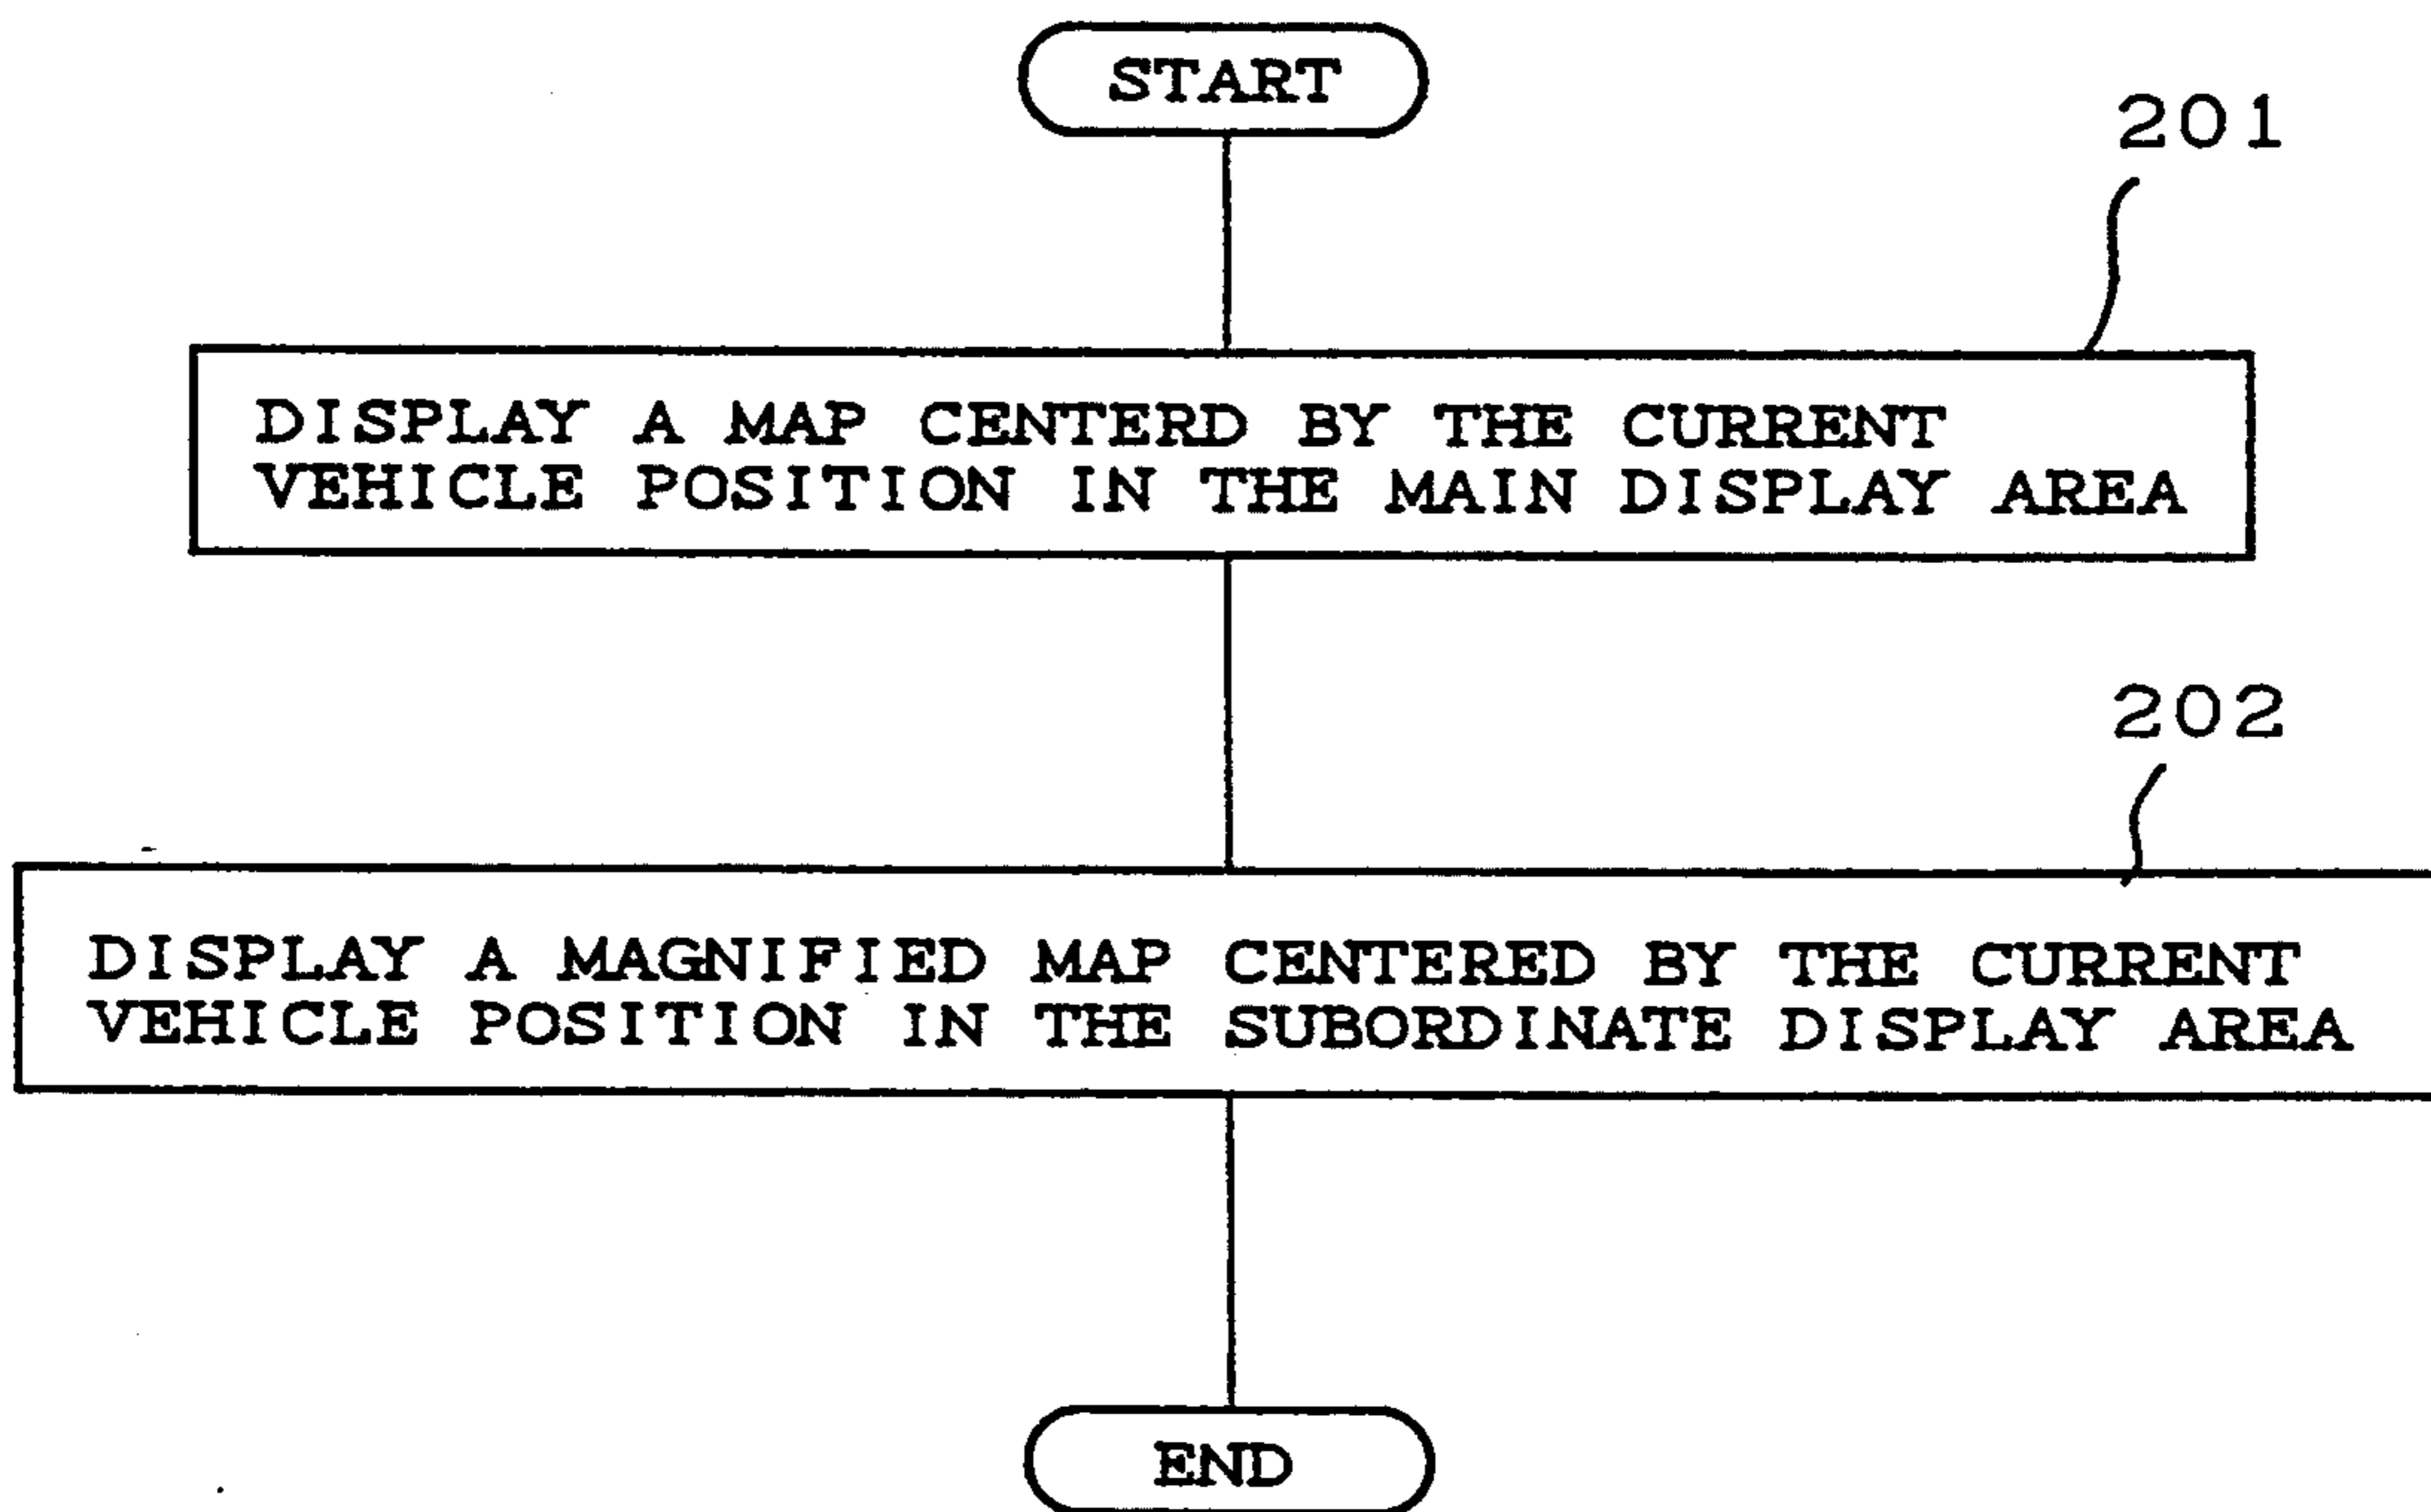 START
201
DISPLAY A MAP CENTERD BY THE CURRENT
VEHICLE POSITION IN THE MAIN DISPLAY AREA
202
DISPLAY A MAGNIFIED MAP CENTERED BY THE CURRENT
VEHICLE POSITION IN THE SUBORDINATE DISPLAY AREA
END